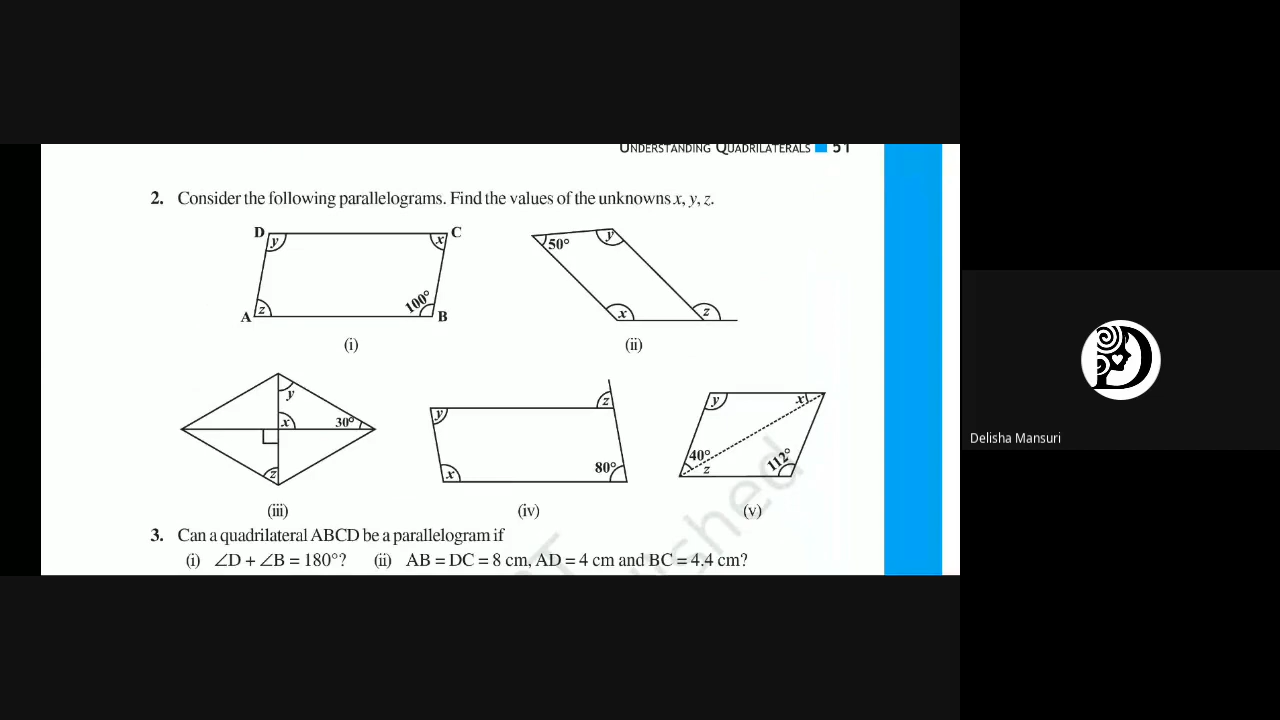 UNDERSTANDING QUADRILATERALS 51
2. Consider the following parallelograms. Find the values of the unknowns x, y, z.
D y x C
50° y
A z 100° B
x z
(i) (ii)
y
x 30°
z
z
y
x 80°
y x
40°
z 112°
(iii) (iv) (v)
3. Can a quadrilateral ABCD be a parallelogram if
(i) ∠D + ∠B = 180°? (ii) AB = DC = 8 cm, AD = 4 cm and BC = 4.4 cm?
Delisha Mansuri
D